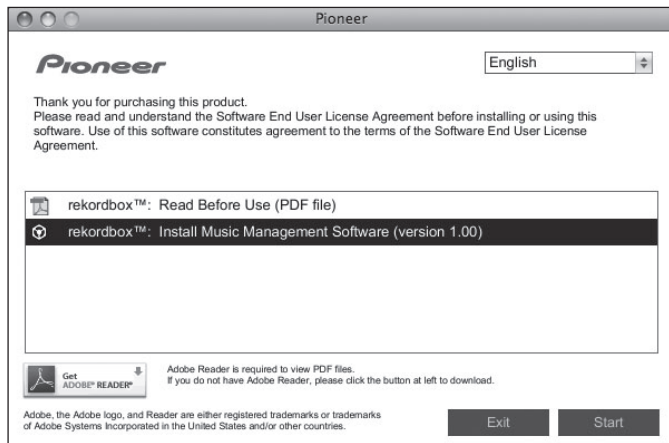 Pioneer
Pioneer
English
Thank you for purchasing this product.
Please read and understand the Software End User License Agreement before installing or using this
software. Use of this software constitutes agreement to the terms of the Software End User License
Agreement.
rekordbox™: Read Before Use (PDF file)
rekordbox™: Install Music Management Software (version 1.00)
Get
ADOBE® READER®
Adobe Reader is required to view PDF files.
If you do not have Adobe Reader, please click the button at left to download.
Adobe, the Adobe logo, and Reader are either registered trademarks or trademarks
of Adobe Systems Incorporated in the United States and/or other countries.
Exit
Start